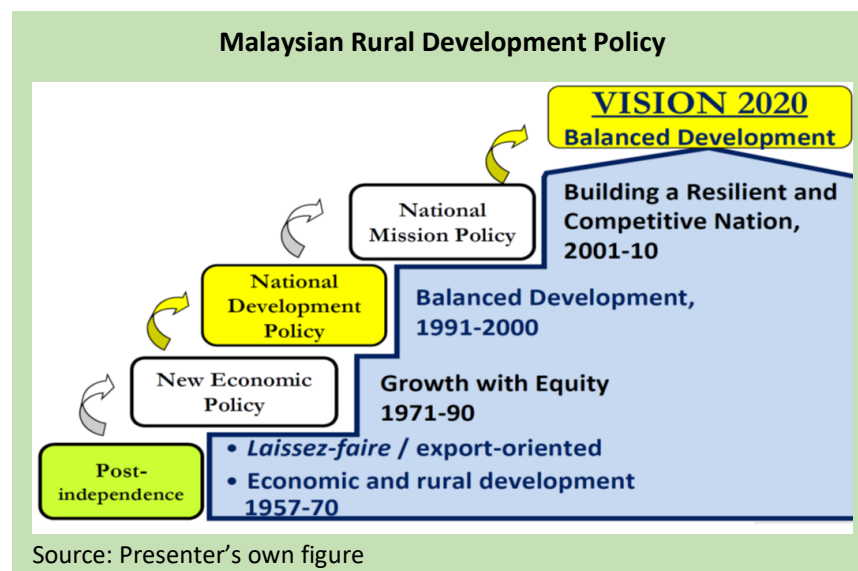 Malaysian Rural Development Policy
VISION 2020
Balanced Development
National
Mission Policy
Building a Resilient and
Competitive Nation,
2001-10
National
Development
Policy
Balanced Development,
1991-2000
New Economic
Policy
Growth with Equity
1971-90
Post-
independence
• Laissez-faire / export-oriented
• Economic and rural development
1957-70
Source: Presenter’s own figure